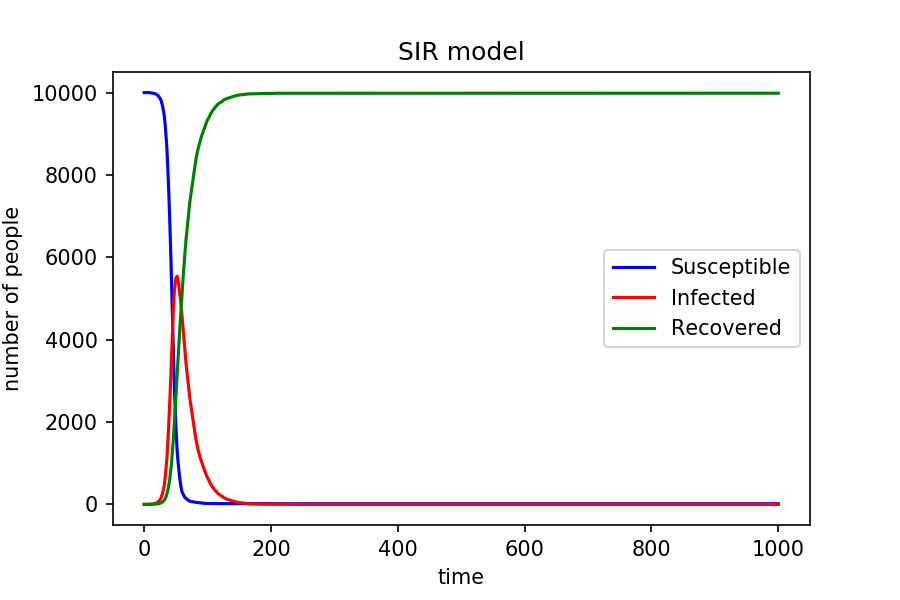 SIR model
10000
8000
6000
4000
2000
0
number of people
Susceptible
Infected
Recovered
0 200 400 600 800 1000
time